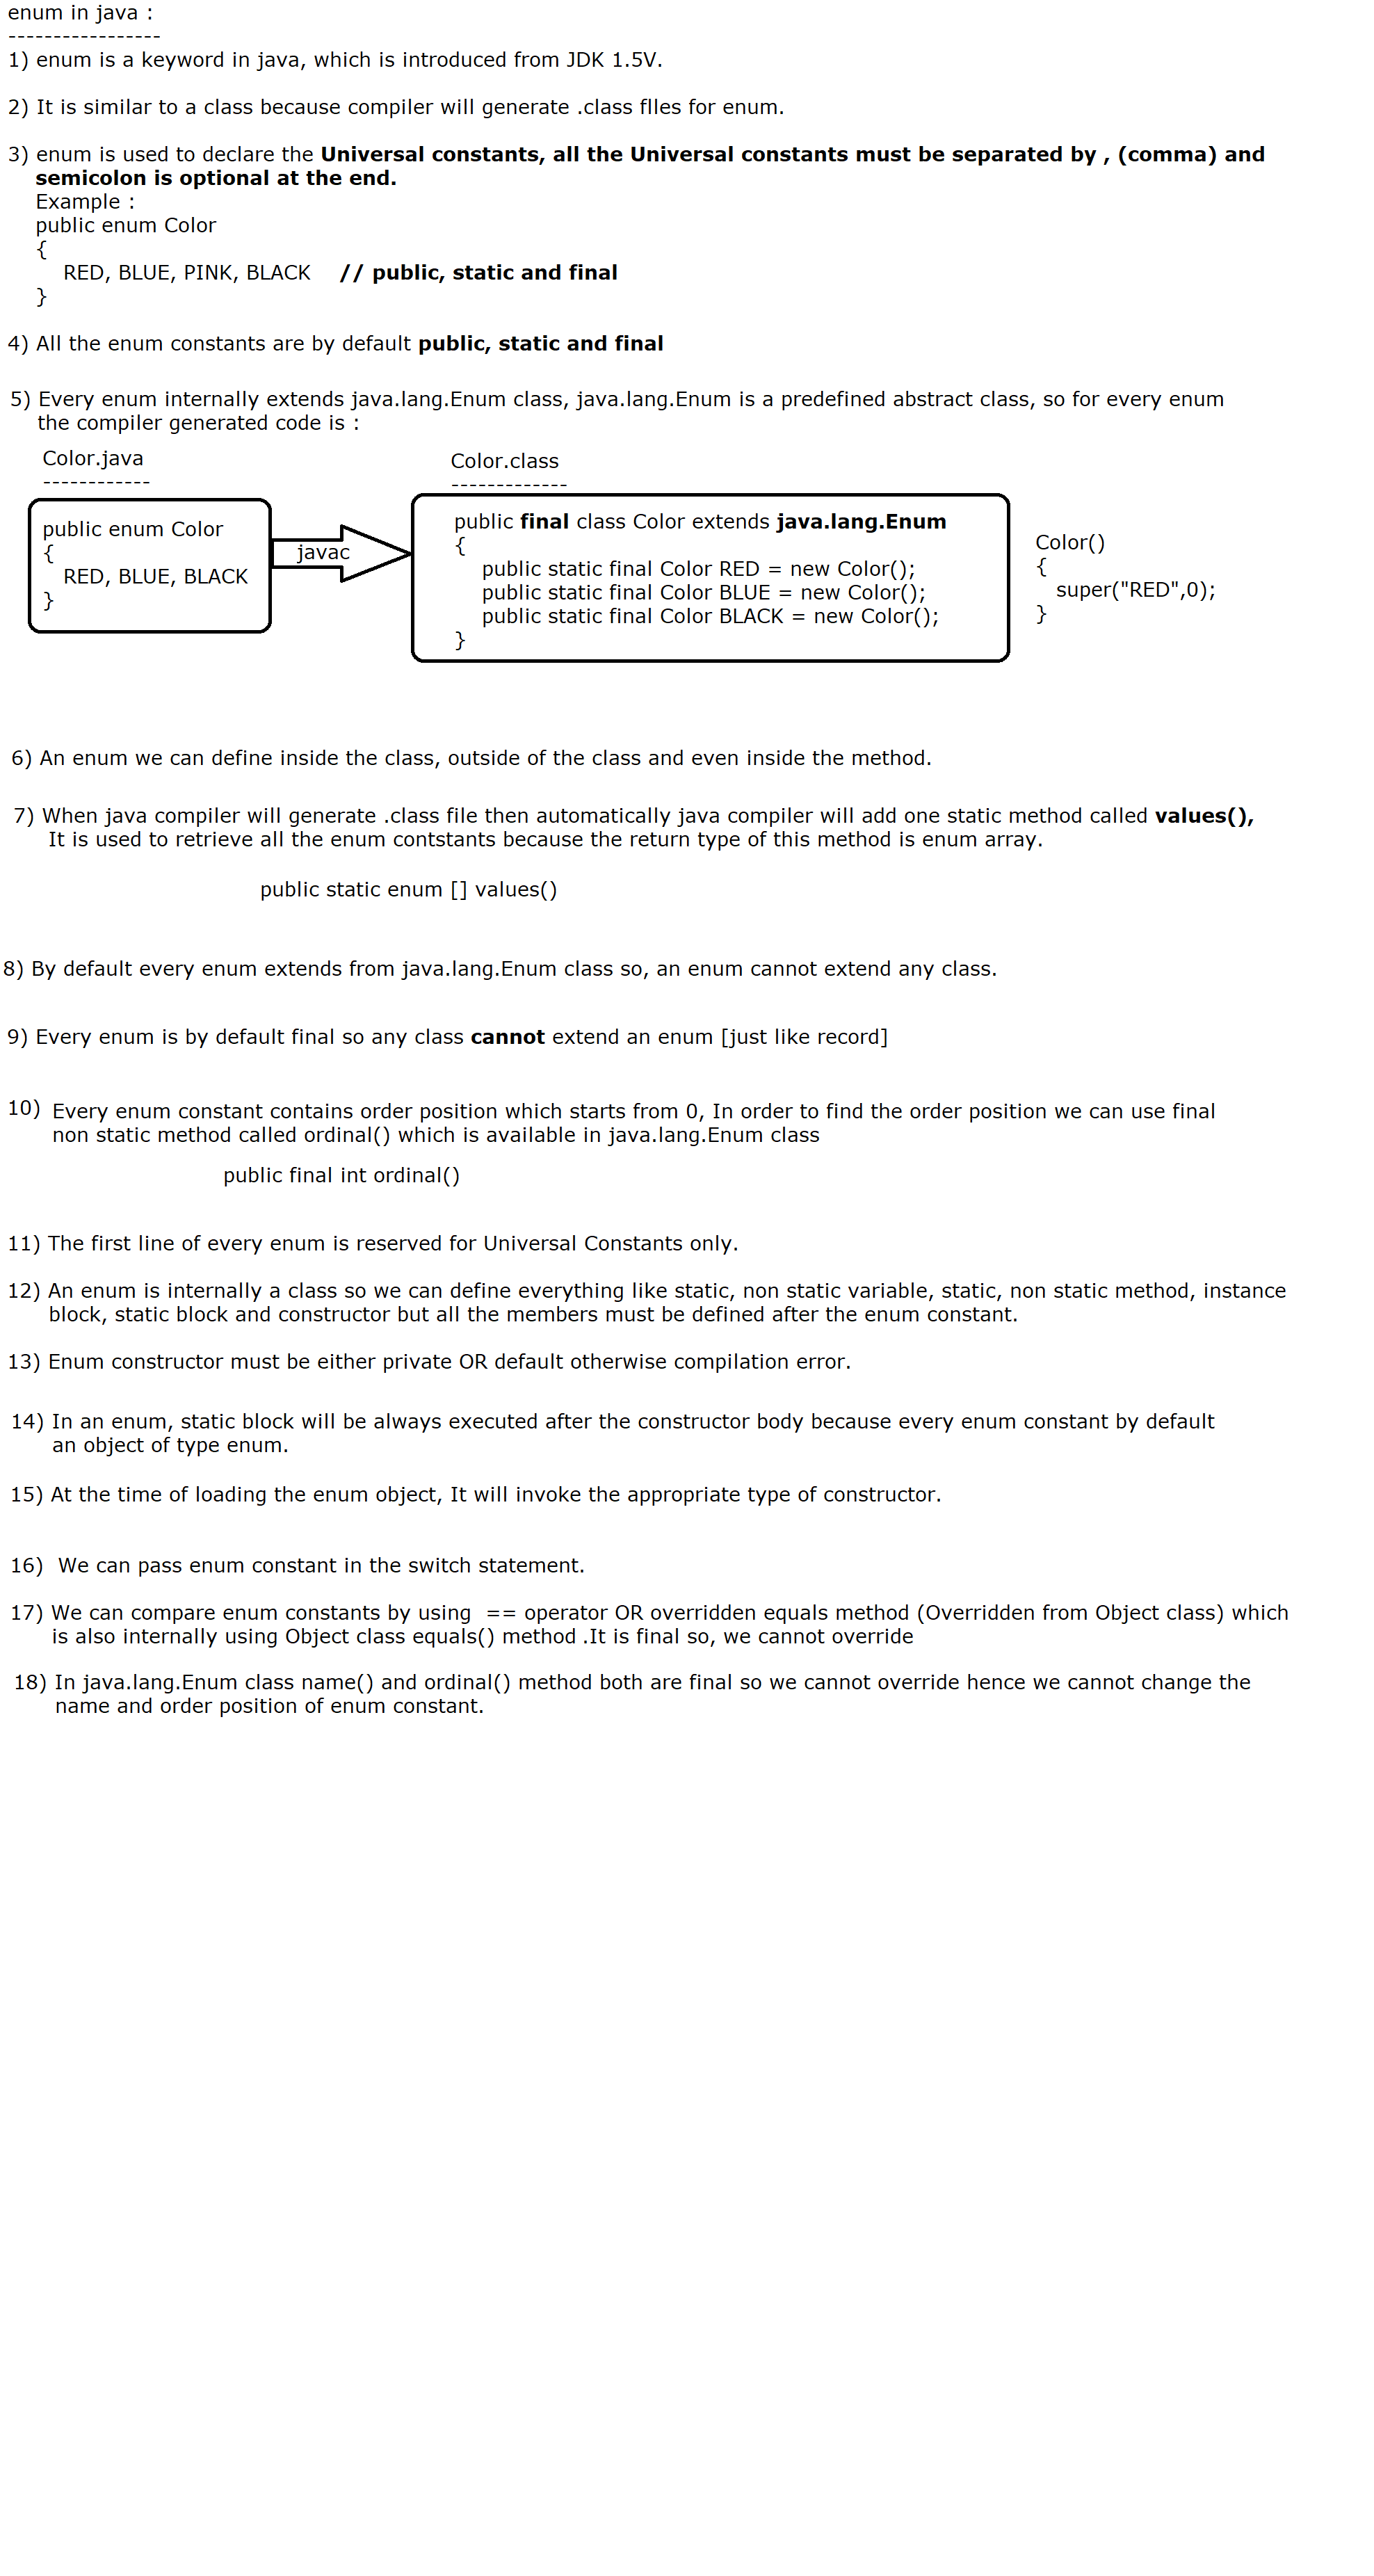 enum in java :
-----------------
1) enum is a keyword in java, which is introduced from JDK 1.5V.
2) It is similar to a class because compiler will generate .class flles for enum.
3) enum is used to declare the Universal constants, all the Universal constants must be separated by , (comma) and
semicolon is optional at the end.
Example :
public enum Color
{
RED, BLUE, PINK, BLACK // public, static and final
}
4) All the enum constants are by default public, static and final
5) Every enum internally extends java.lang.Enum class, java.lang.Enum is a predefined abstract class, so for every enum
the compiler generated code is :
Color.java
------------
public enum Color
{
RED, BLUE, BLACK
}
javac
Color.class
-------------
public final class Color extends java.lang.Enum
{
public static final Color RED = new Color();
public static final Color BLUE = new Color();
public static final Color BLACK = new Color();
}
Color()
{
super("RED",0);
}
6) An enum we can define inside the class, outside of the class and even inside the method.
7) When java compiler will generate .class file then automatically java compiler will add one static method called values(),
It is used to retrieve all the enum contstants because the return type of this method is enum array.
public static enum [] values()
8) By default every enum extends from java.lang.Enum class so, an enum cannot extend any class.
9) Every enum is by default final so any class cannot extend an enum [just like record]
10) Every enum constant contains order position which starts from 0, In order to find the order position we can use final
non static method called ordinal() which is available in java.lang.Enum class
public final int ordinal()
11) The first line of every enum is reserved for Universal Constants only.
12) An enum is internally a class so we can define everything like static, non static variable, static, non static method, instance
block, static block and constructor but all the members must be defined after the enum constant.
13) Enum constructor must be either private OR default otherwise compilation error.
14) In an enum, static block will be always executed after the constructor body because every enum constant by default
an object of type enum.
15) At the time of loading the enum object, It will invoke the appropriate type of constructor.
16) We can pass enum constant in the switch statement.
17) We can compare enum constants by using == operator OR overridden equals method (Overridden from Object class) which
is also internally using Object class equals() method .It is final so, we cannot override
18) In java.lang.Enum class name() and ordinal() method both are final so we cannot override hence we cannot change the
name and order position of enum constant.